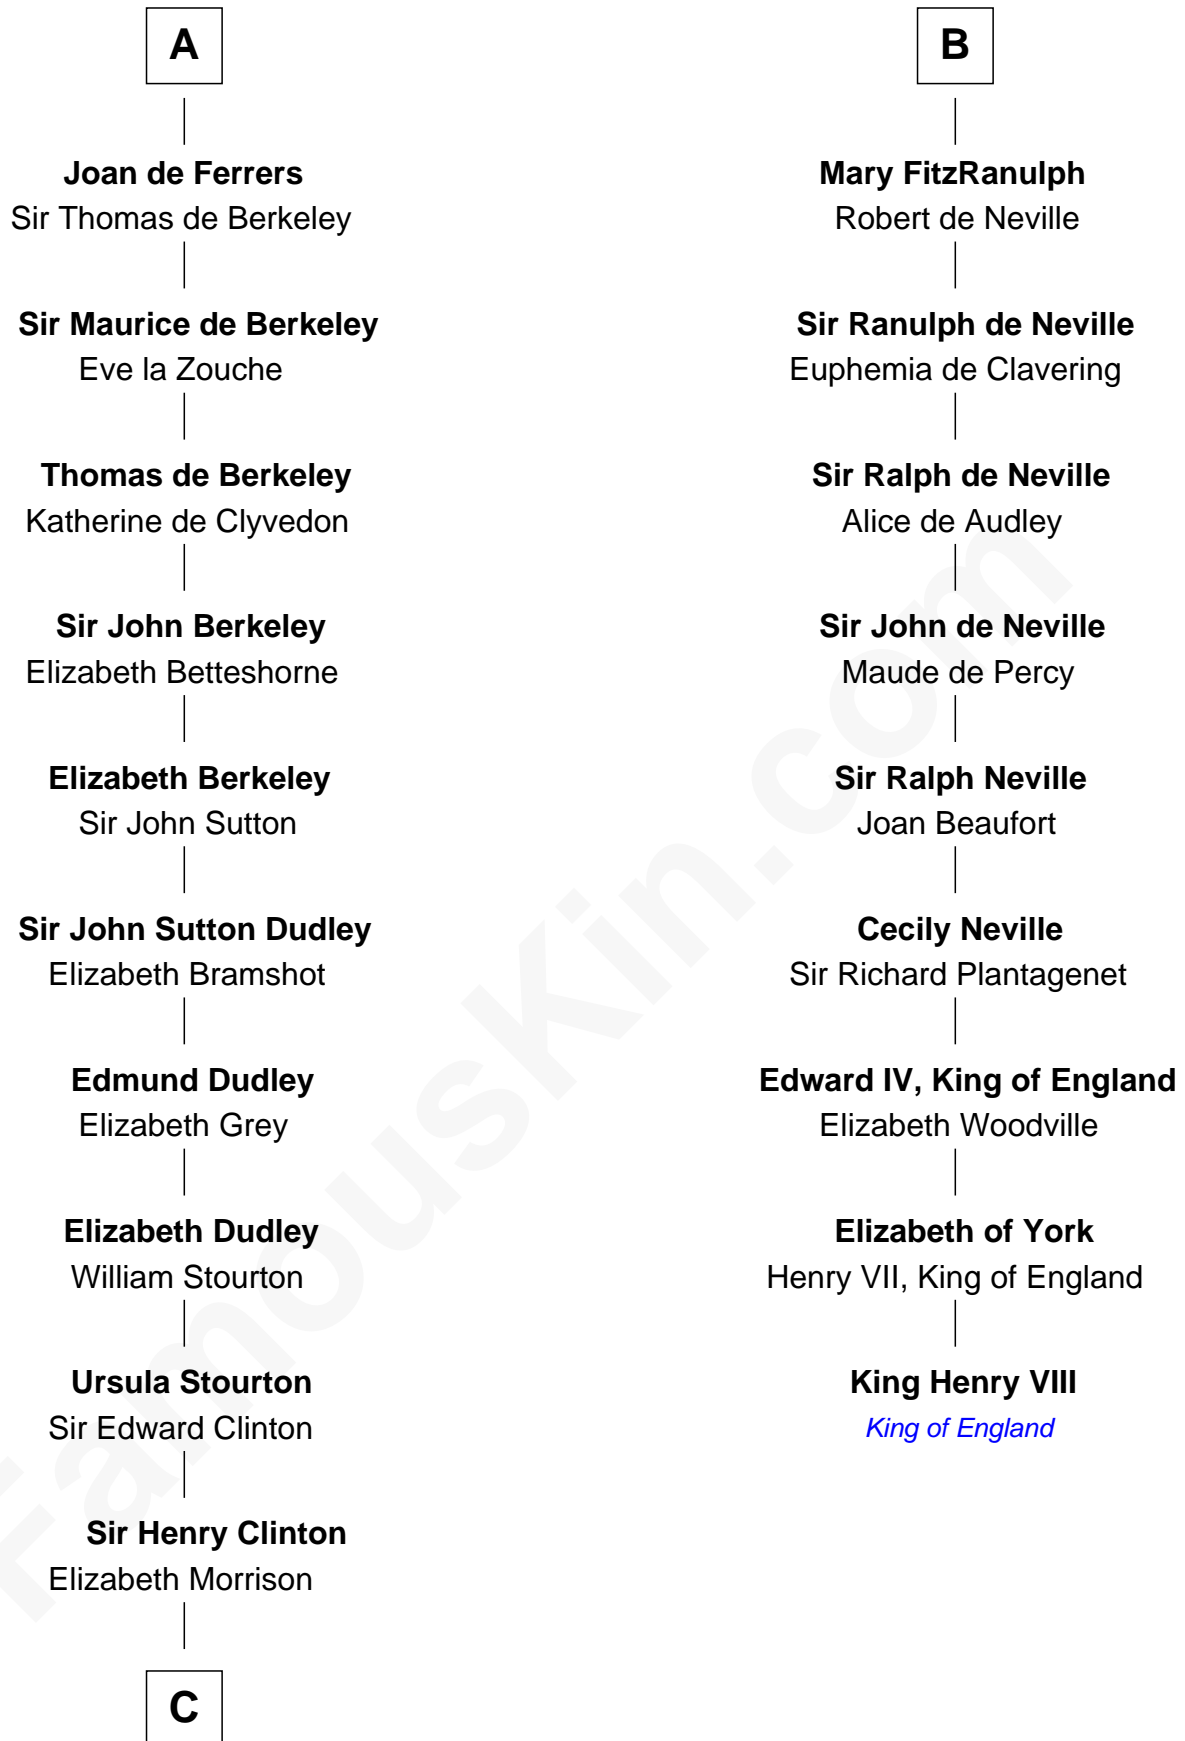 A
Joan de Ferrers
Sir Thomas de Berkeley
Sir Maurice de Berkeley
Eve la Zouche
Thomas de Berkeley
Katherine de Clyvedon
Sir John Berkeley
Elizabeth Betteshorne
Elizabeth Berkeley
Sir John Sutton
Sir John Sutton Dudley
Elizabeth Bramshot
Edmund Dudley
Elizabeth Grey
Elizabeth Dudley
William Stourton
Ursula Stourton
Sir Edward Clinton
Sir Henry Clinton
Elizabeth Morrison
C
B
Mary FitzRanulph
Robert de Neville
Sir Ranulph de Neville
Euphemia de Clavering
Sir Ralph de Neville
Alice de Audley
Sir John de Neville
Maude de Percy
Sir Ralph Neville
Joan Beaufort
Cecily Neville
Sir Richard Plantagenet
Edward IV, King of England
Elizabeth Woodville
Elizabeth of York
Henry VII, King of England
King Henry VIII
King of England
FamousKin.com